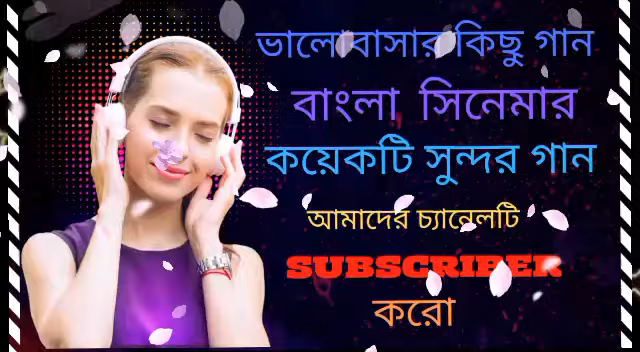 ভালোবাসার কিছু গান
বাংলা সিনেমার
কয়েকটি সুন্দর গান
আমাদের চ্যানেলটি
SUBSCRIBER
করো